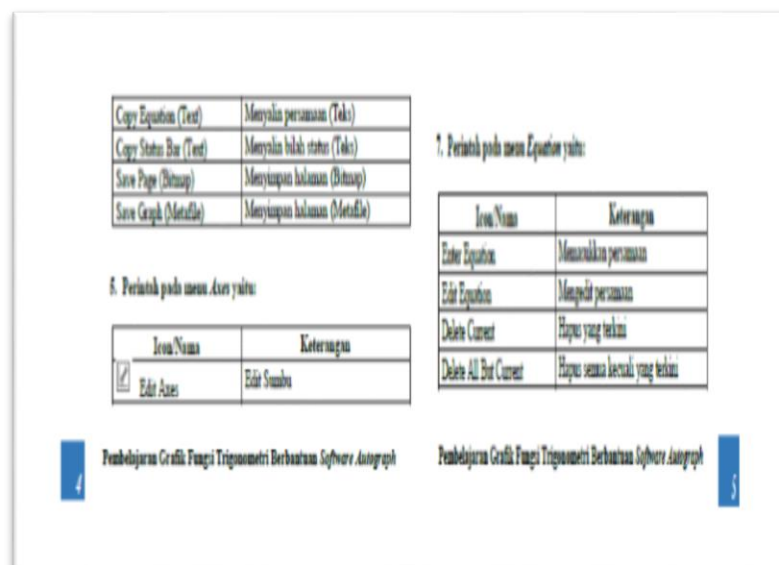 Copy Equation (Text) Menyalin persamaan (Teks)
Copy Status Bar (Text) Menyalin bilah status (Teks)
Save Page (Bitmap) Menyimpan halaman (Bitmap)
Save Graph (Metafile) Menyimpan halaman (Metafile)
6. Perintah pada menu Axes yaitu:
Icon/Nama Keterangan
Edit Axes Edit Sumbu
4
Pembelajaran Grafik Fungsi Trigonometri Berbantuan Software Autograph
7. Perintah pada menu Equation yaitu:
Icon/Nama Keterangan
Enter Equation Memasukkan persamaan
Edit Equation Mengedit persamaan
Delete Current Hapus yang terkini
Delete All But Current Hapus semua kecuali yang terkini
Pembelajaran Grafik Fungsi Trigonometri Berbantuan Software Autograph
5